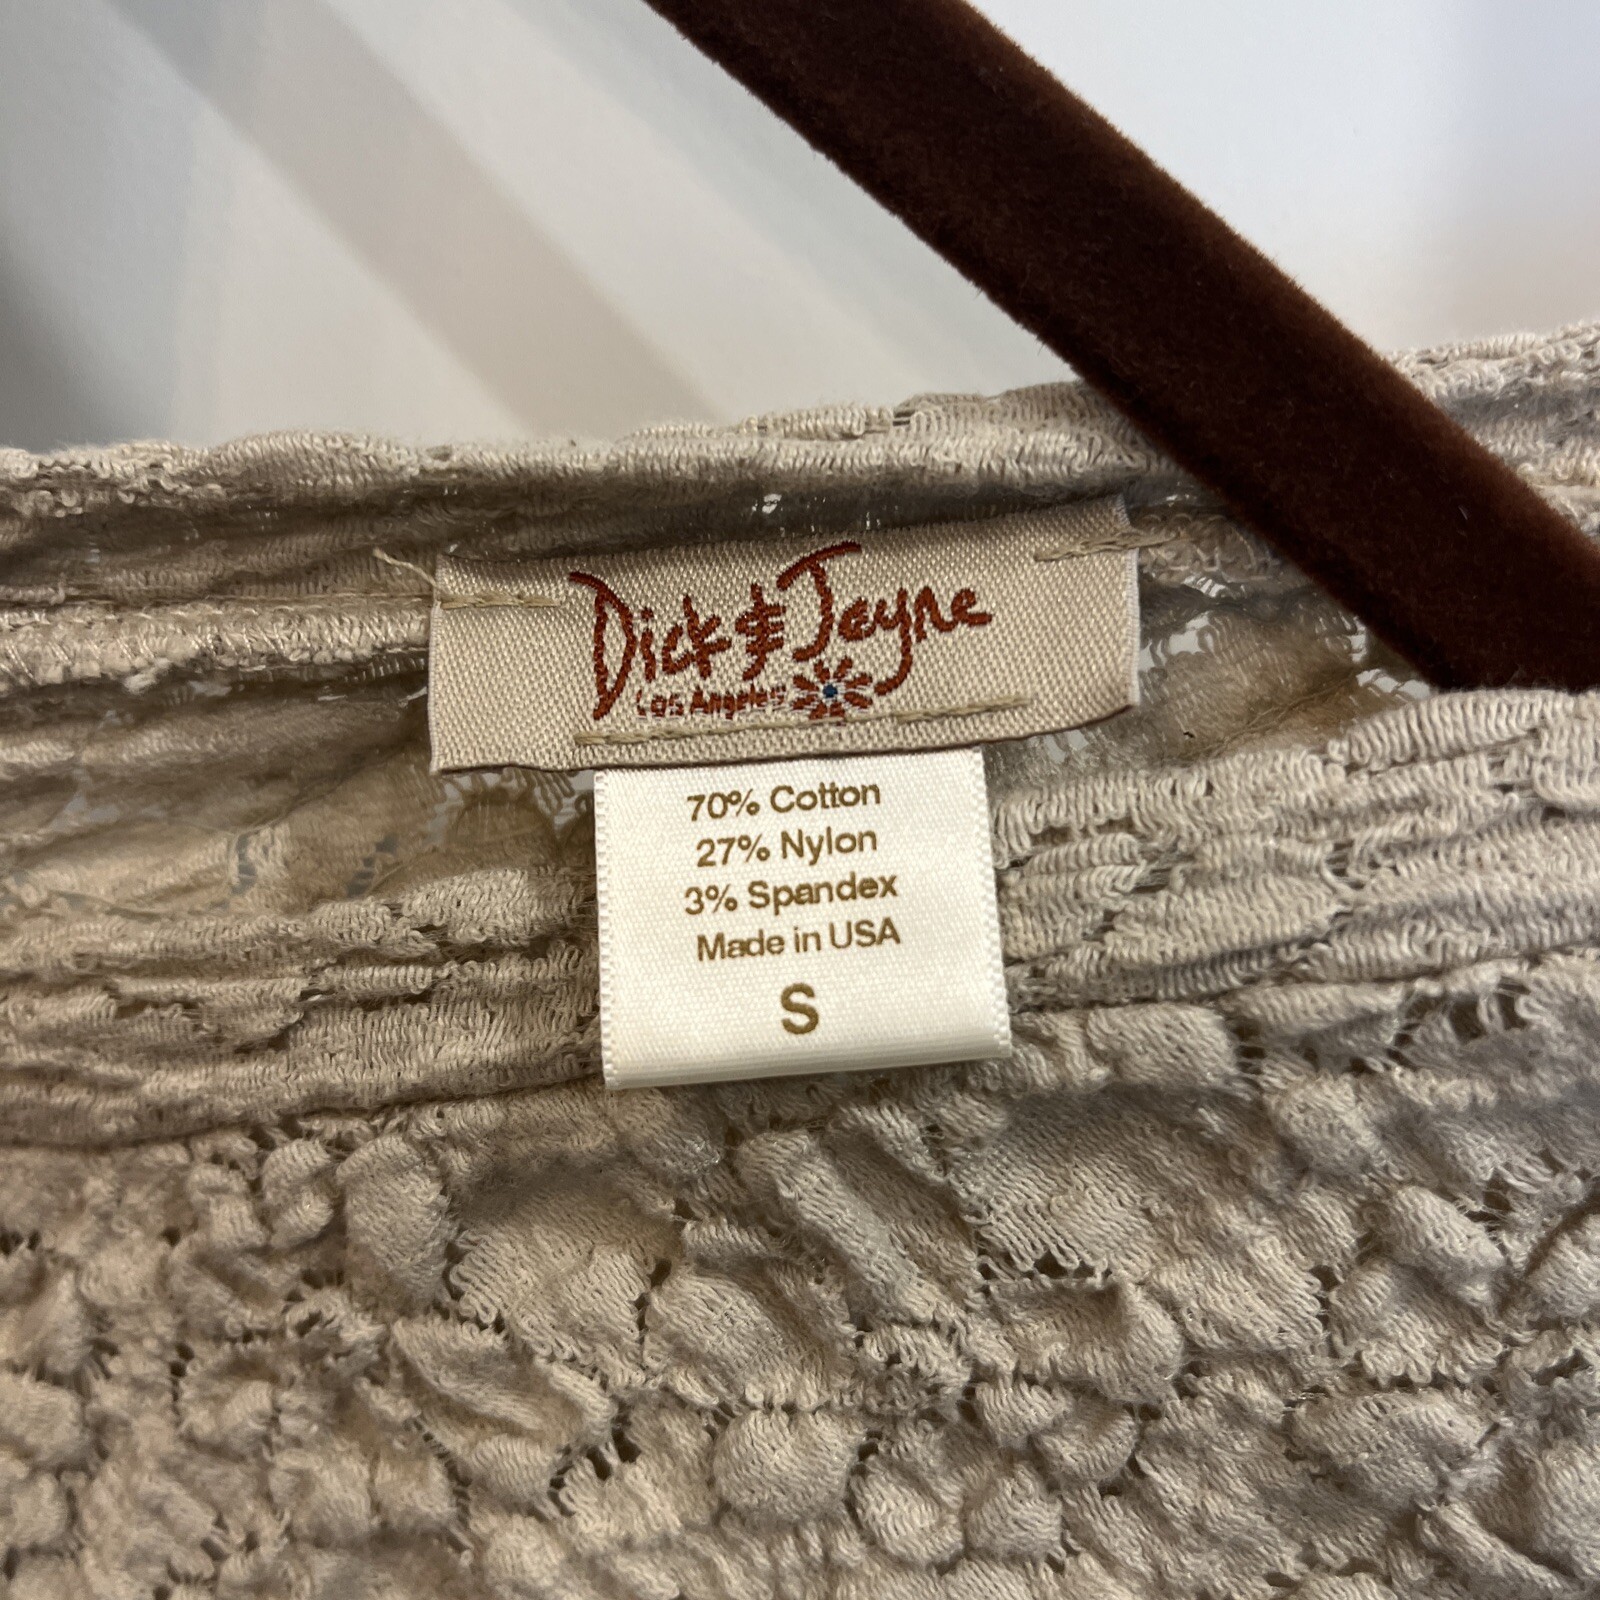 Dick & Jayne
Los Angeles
70% Cotton
27% Nylon
3% Spandex
Made in USA
S